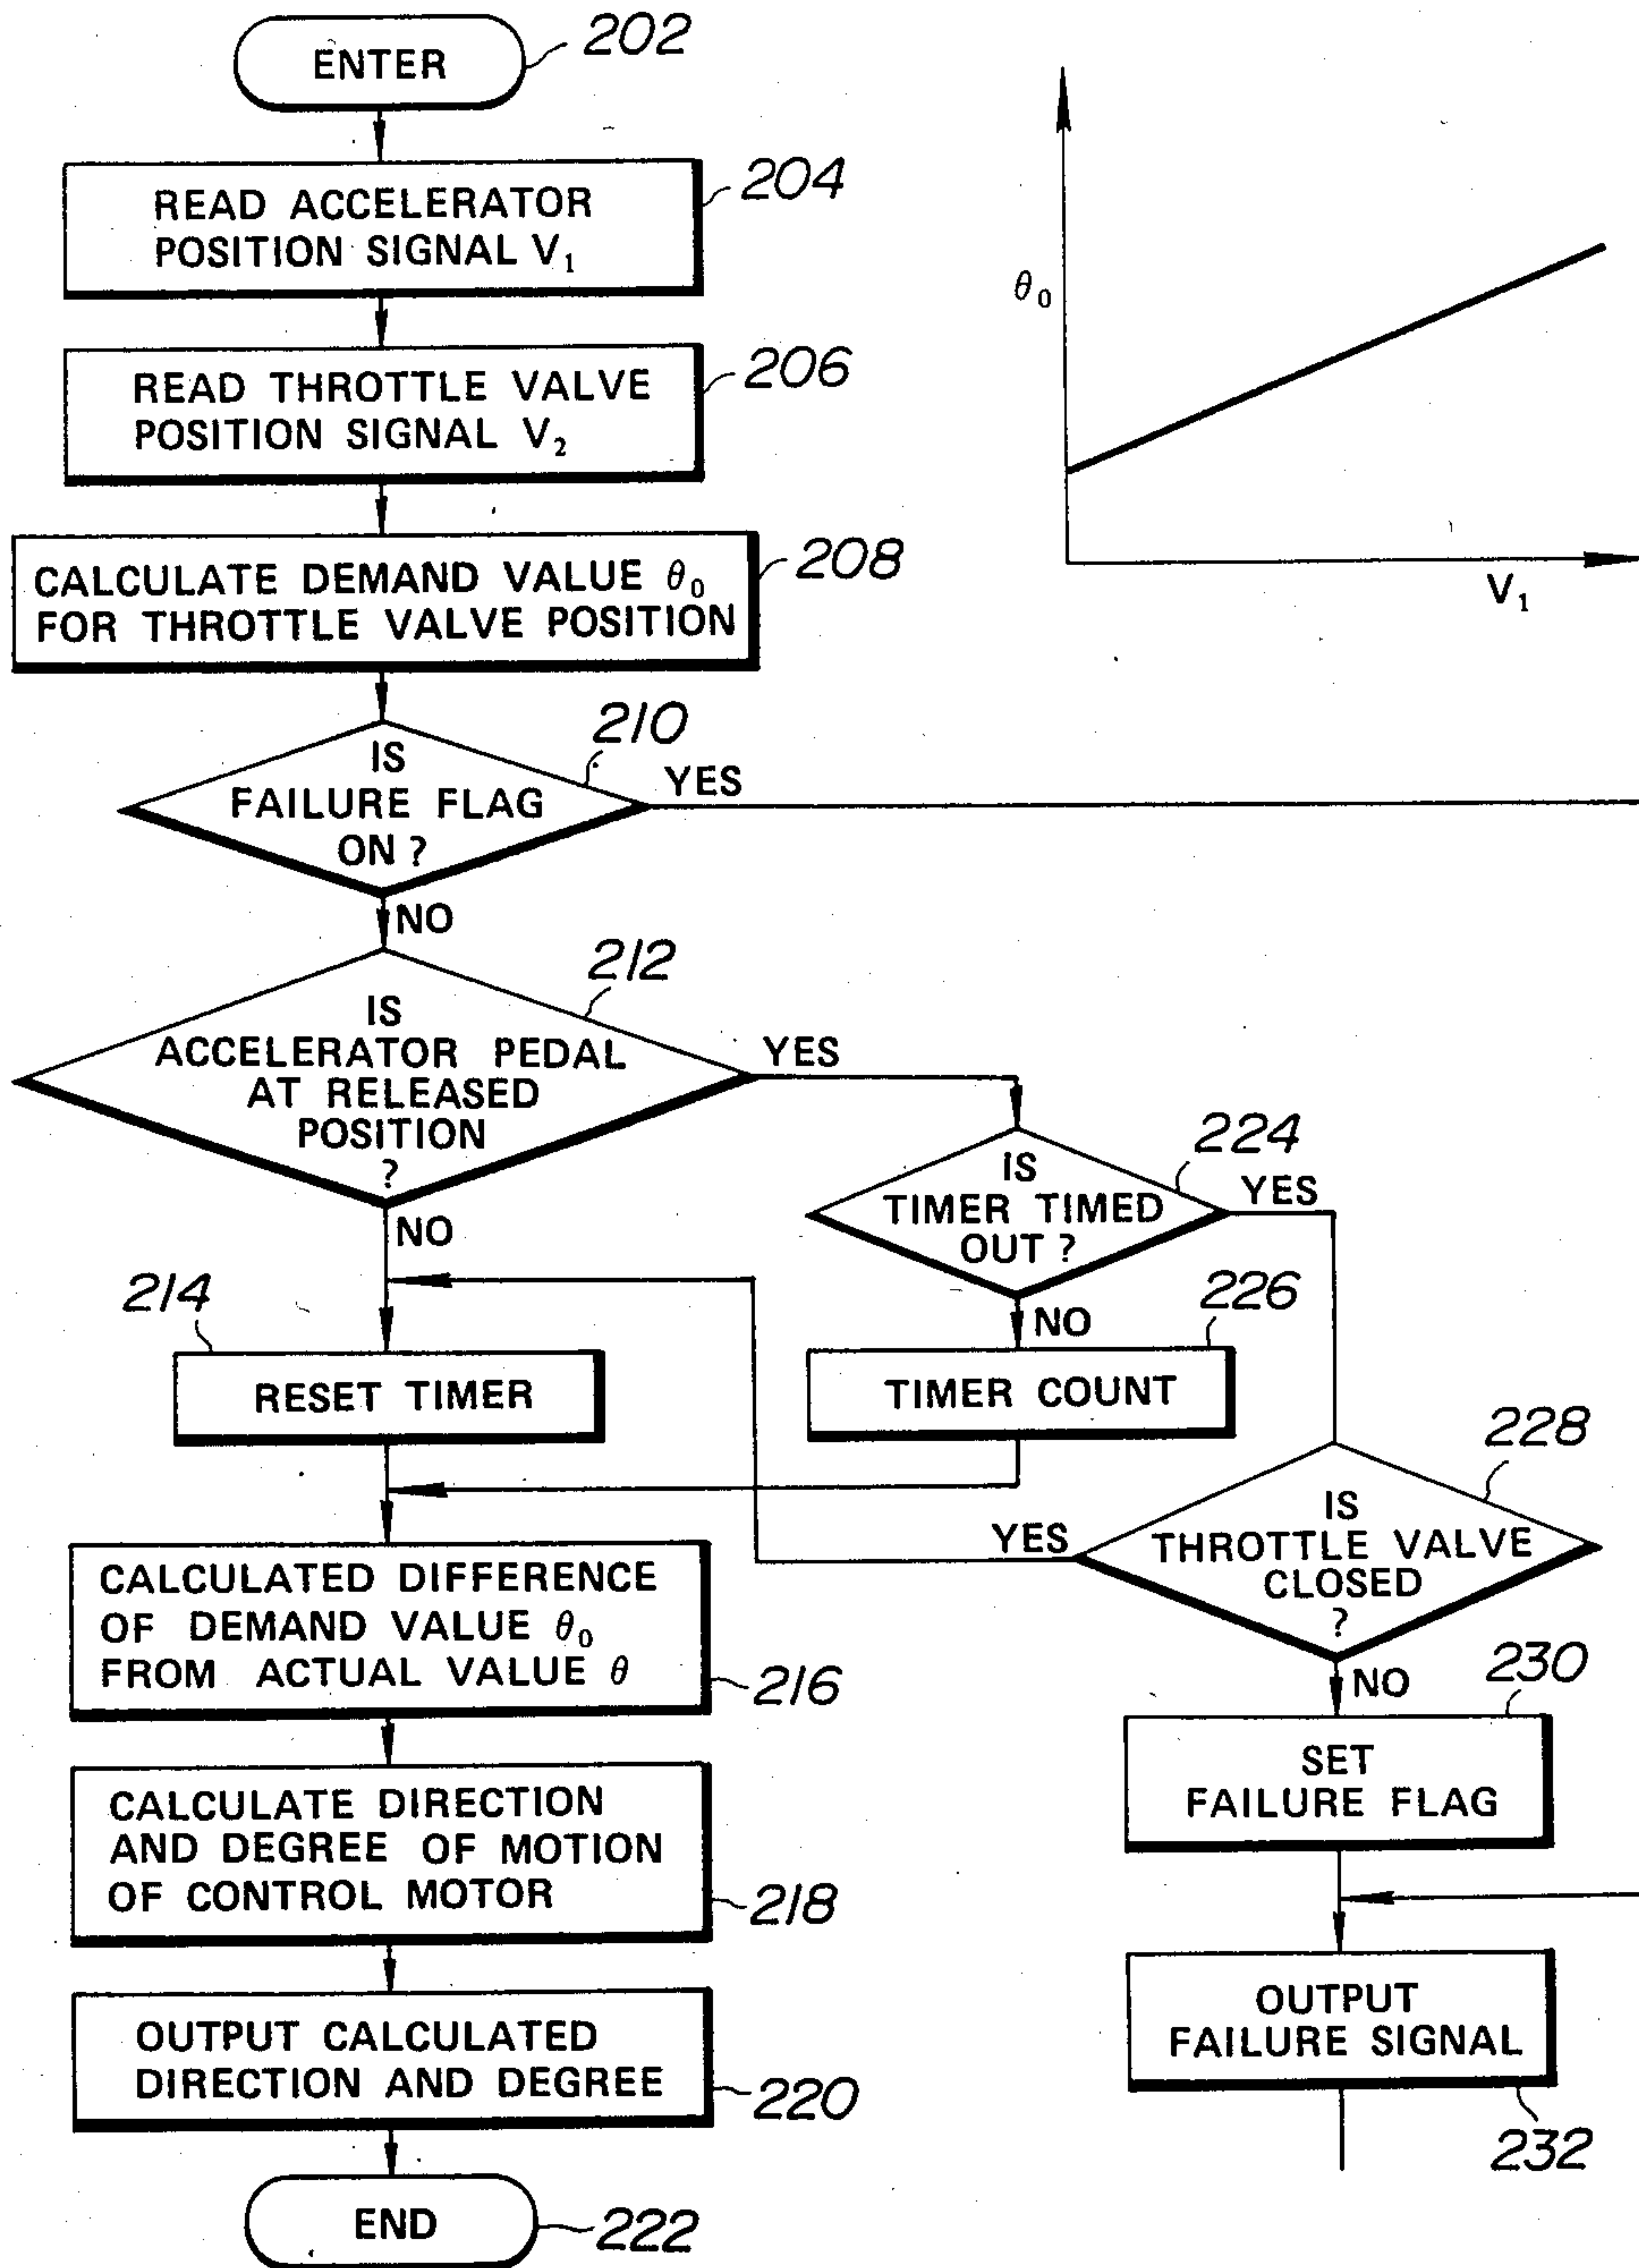 ENTER
202
READ ACCELERATOR
POSITION SIGNAL V₁
204
READ THROTTLE VALVE
POSITION SIGNAL V₂
206
CALCULATE DEMAND VALUE θ₀
FOR THROTTLE VALVE POSITION
208
θ₀
V₁
IS
FAILURE FLAG
ON ?
210
YES
NO
IS
ACCELERATOR PEDAL
AT RELEASED
POSITION
?
212
YES
NO
IS
TIMER TIMED
OUT ?
224
YES
NO
214
RESET TIMER
226
TIMER COUNT
228
IS
THROTTLE VALVE
CLOSED
?
YES
NO
CALCULATED DIFFERENCE
OF DEMAND VALUE θ₀
FROM ACTUAL VALUE θ
216
230
SET
FAILURE FLAG
CALCULATE DIRECTION
AND DEGREE OF MOTION
OF CONTROL MOTOR
218
OUTPUT
FAILURE SIGNAL
232
OUTPUT CALCULATED
DIRECTION AND DEGREE
220
END
222